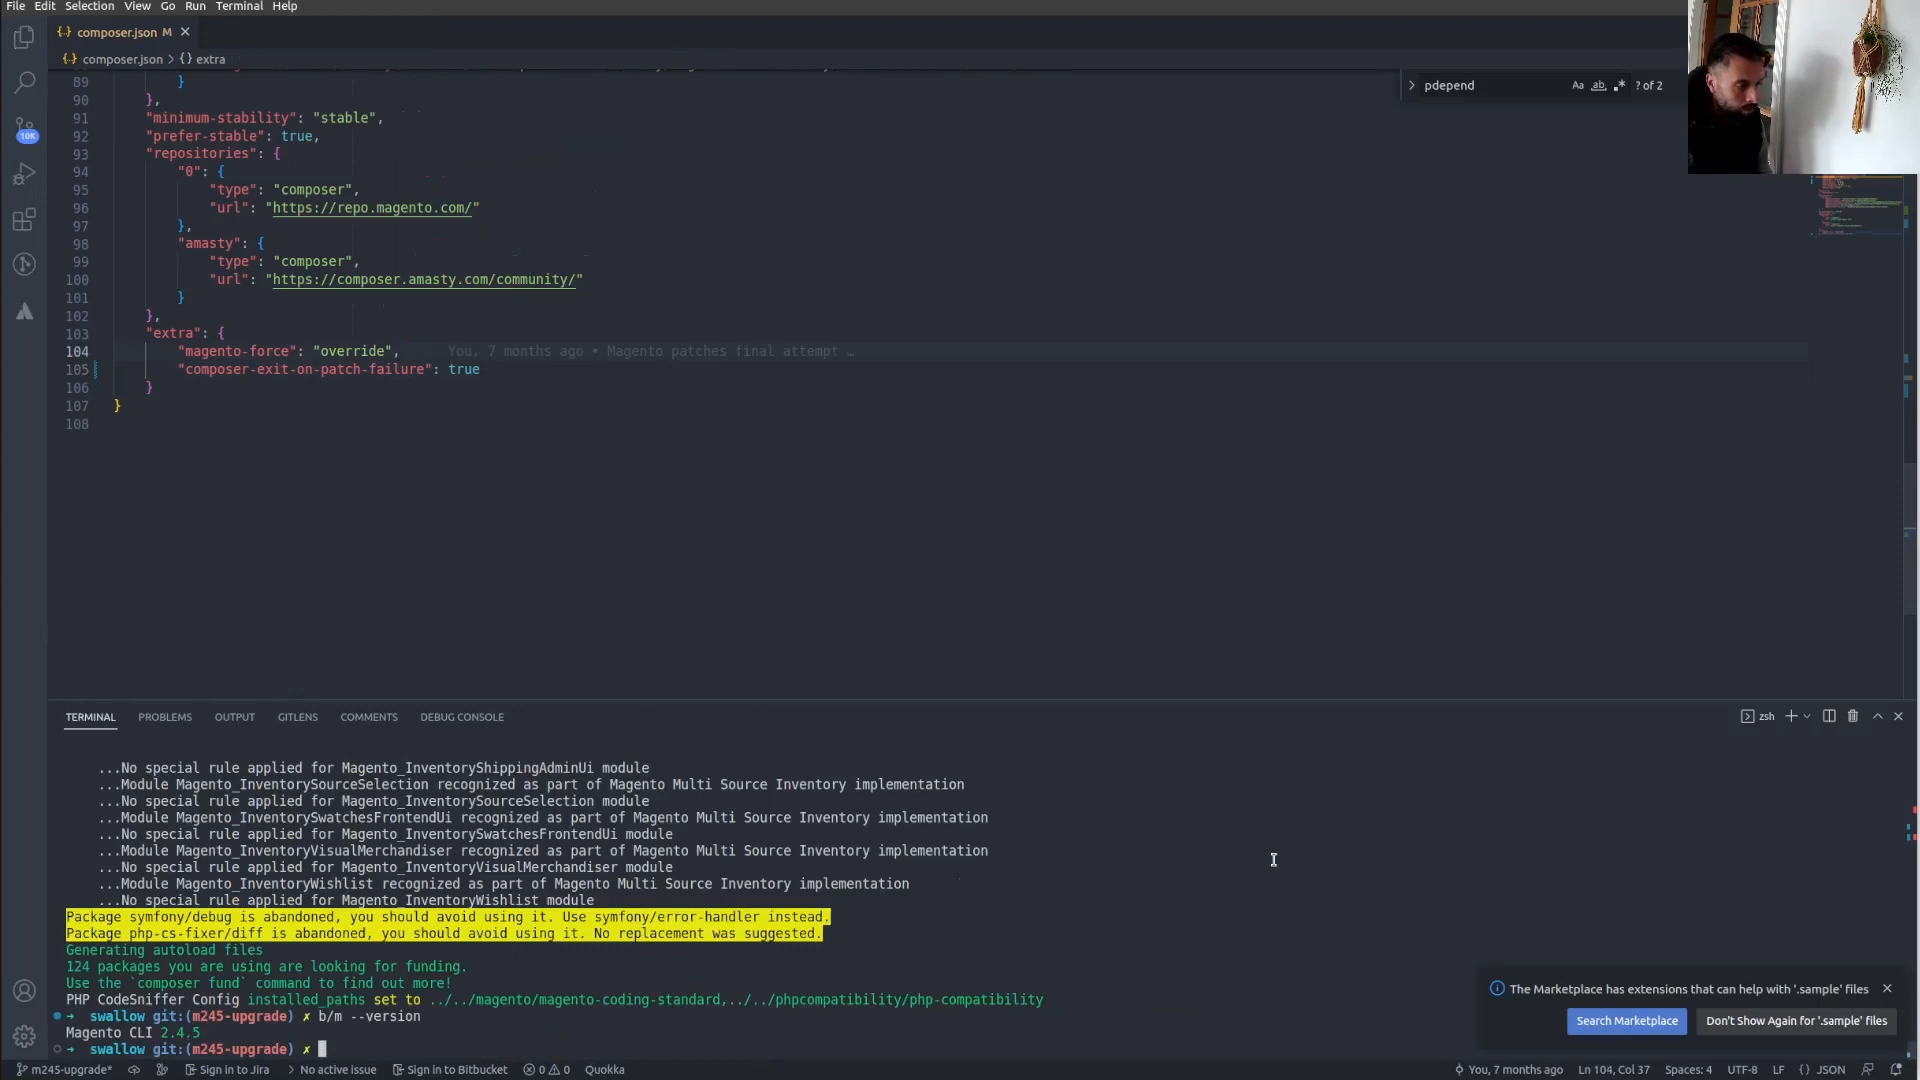 File Edit Selection View Go Run Terminal Help
composer.json M
composer.json > {} extra
pdepend Aa ab ? of 2
89 }
90 },
91 "minimum-stability": "stable",
92 "prefer-stable": true,
93 "repositories": {
94 "0": {
95 "type": "composer",
96 "url": "https://repo.magento.com/"
97 },
98 "amasty": {
99 "type": "composer",
100 "url": "https://composer.amasty.com/community/"
101 }
102 },
103 "extra": {
104 "magento-force": "override", You, 7 months ago • Magento patches final attempt …
105 "composer-exit-on-patch-failure": true
106 }
107 }
108
10K
TERMINAL PROBLEMS OUTPUT GITLENS COMMENTS DEBUG CONSOLE zsh
...No special rule applied for Magento_InventoryShippingAdminUi module
...Module Magento_InventorySourceSelection recognized as part of Magento Multi Source Inventory implementation
...No special rule applied for Magento_InventorySourceSelection module
...Module Magento_InventorySwatchesFrontendUi recognized as part of Magento Multi Source Inventory implementation
...No special rule applied for Magento_InventorySwatchesFrontendUi module
...Module Magento_InventoryVisualMerchandiser recognized as part of Magento Multi Source Inventory implementation
...No special rule applied for Magento_InventoryVisualMerchandiser module
...Module Magento_InventoryWishlist recognized as part of Magento Multi Source Inventory implementation
...No special rule applied for Magento_InventoryWishlist module
Package symfony/debug is abandoned, you should avoid using it. Use symfony/error-handler instead.
Package php-cs-fixer/diff is abandoned, you should avoid using it. No replacement was suggested.
Generating autoload files
124 packages you are using are looking for funding.
Use the `composer fund` command to find out more!
PHP CodeSniffer Config installed_paths set to ../../magento/magento-coding-standard,../../phpcompatibility/php-compatibility
➜ swallow git:(m245-upgrade) ✗ b/m --version
Magento CLI 2.4.5
➜ swallow git:(m245-upgrade) ✗
The Marketplace has extensions that can help with '.sample' files
Search Marketplace Don't Show Again for '.sample' files
m245-upgrade* Sign in to Jira > No active issue Sign in to Bitbucket 0 0 Quokka You, 7 months ago Ln 104, Col 37 Spaces: 4 UTF-8 LF {} JSON